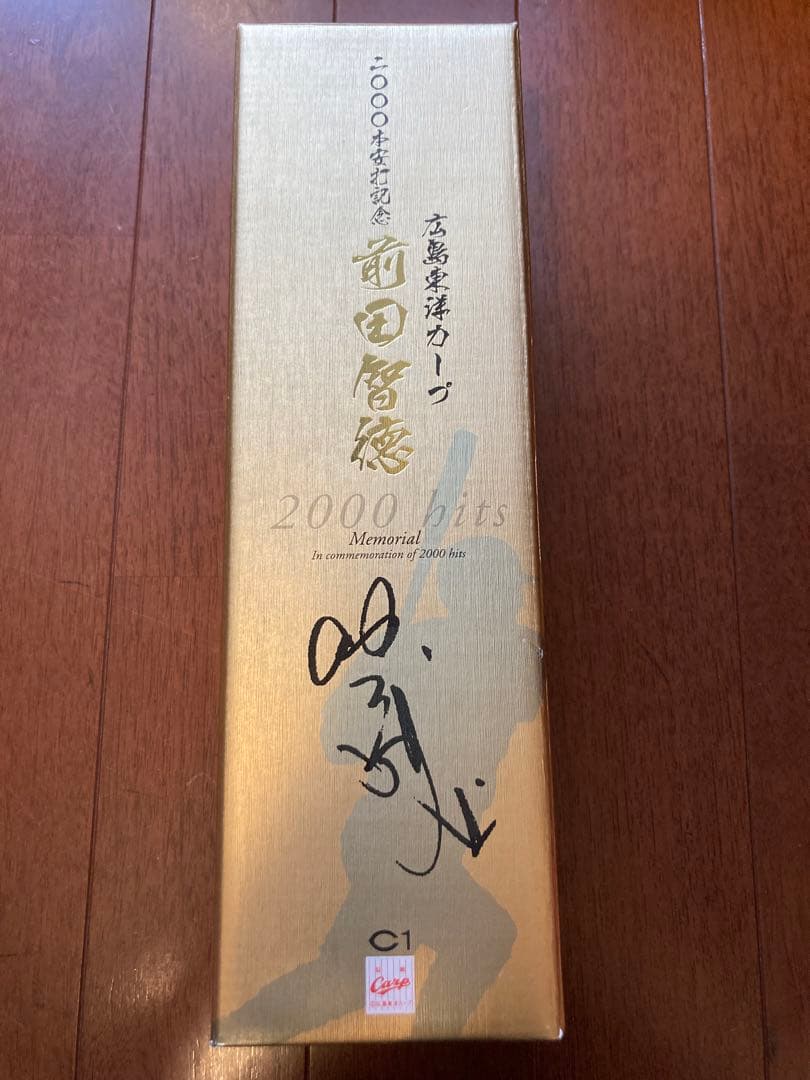 広島東洋カープ
二〇〇〇本安打記念
前田智徳
2000 hits
Memorial
In commemoration of 2000 hits
C1
Carp